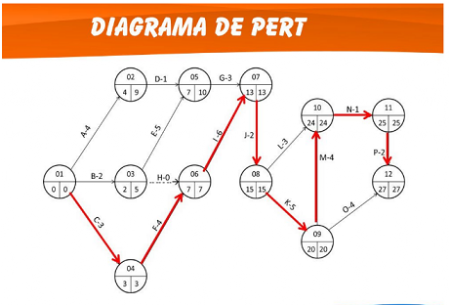 DIAGRAMA DE PERT
02
4 9
D-1
05
7 10
G-3
07
13 13
A-4
E-5
I-6
J-2
10
24 24
N-1
11
25 25
L-3
M-4
P-2
01
0 0
B-2
03
2 5
H-0
06
7 7
08
15 15
12
27 27
C-3
F-4
K-5
O-4
09
20 20
04
3 3